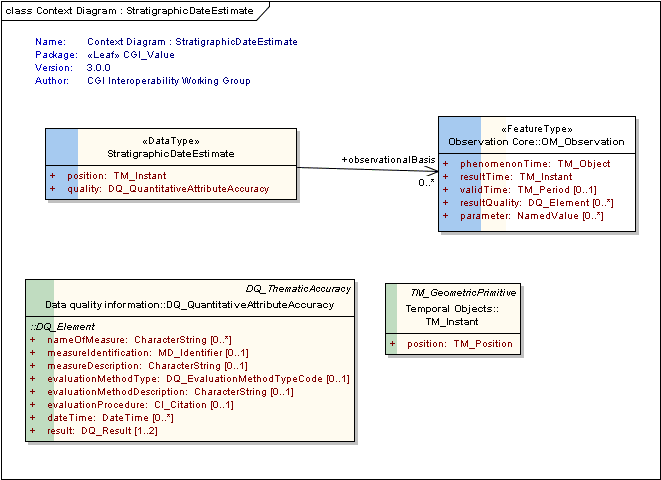 class Context Diagram : StratigraphicDateEstimate
Name: Context Diagram : StratigraphicDateEstimate
Package: «Leaf» CGI_Value
Version: 3.0.0
Author: CGI Interoperability Working Group
«DataType»
StratigraphicDateEstimate
+ position: TM_Instant
+ quality: DQ_QuantitativeAttributeAccuracy
+observationalBasis
0..*
«FeatureType»
Observation Core::OM_Observation
+ phenomenonTime: TM_Object
+ resultTime: TM_Instant
+ validTime: TM_Period [0..1]
+ resultQuality: DQ_Element [0..*]
+ parameter: NamedValue [0..*]
DQ_ThematicAccuracy
Data quality information::DQ_QuantitativeAttributeAccuracy
::DQ_Element
+ nameOfMeasure: CharacterString [0..*]
+ measureIdentification: MD_Identifier [0..1]
+ measureDescription: CharacterString [0..1]
+ evaluationMethodType: DQ_EvaluationMethodTypeCode [0..1]
+ evaluationMethodDescription: CharacterString [0..1]
+ evaluationProcedure: CI_Citation [0..1]
+ dateTime: DateTime [0..*]
+ result: DQ_Result [1..2]
TM_GeometricPrimitive
Temporal Objects::
TM_Instant
+ position: TM_Position